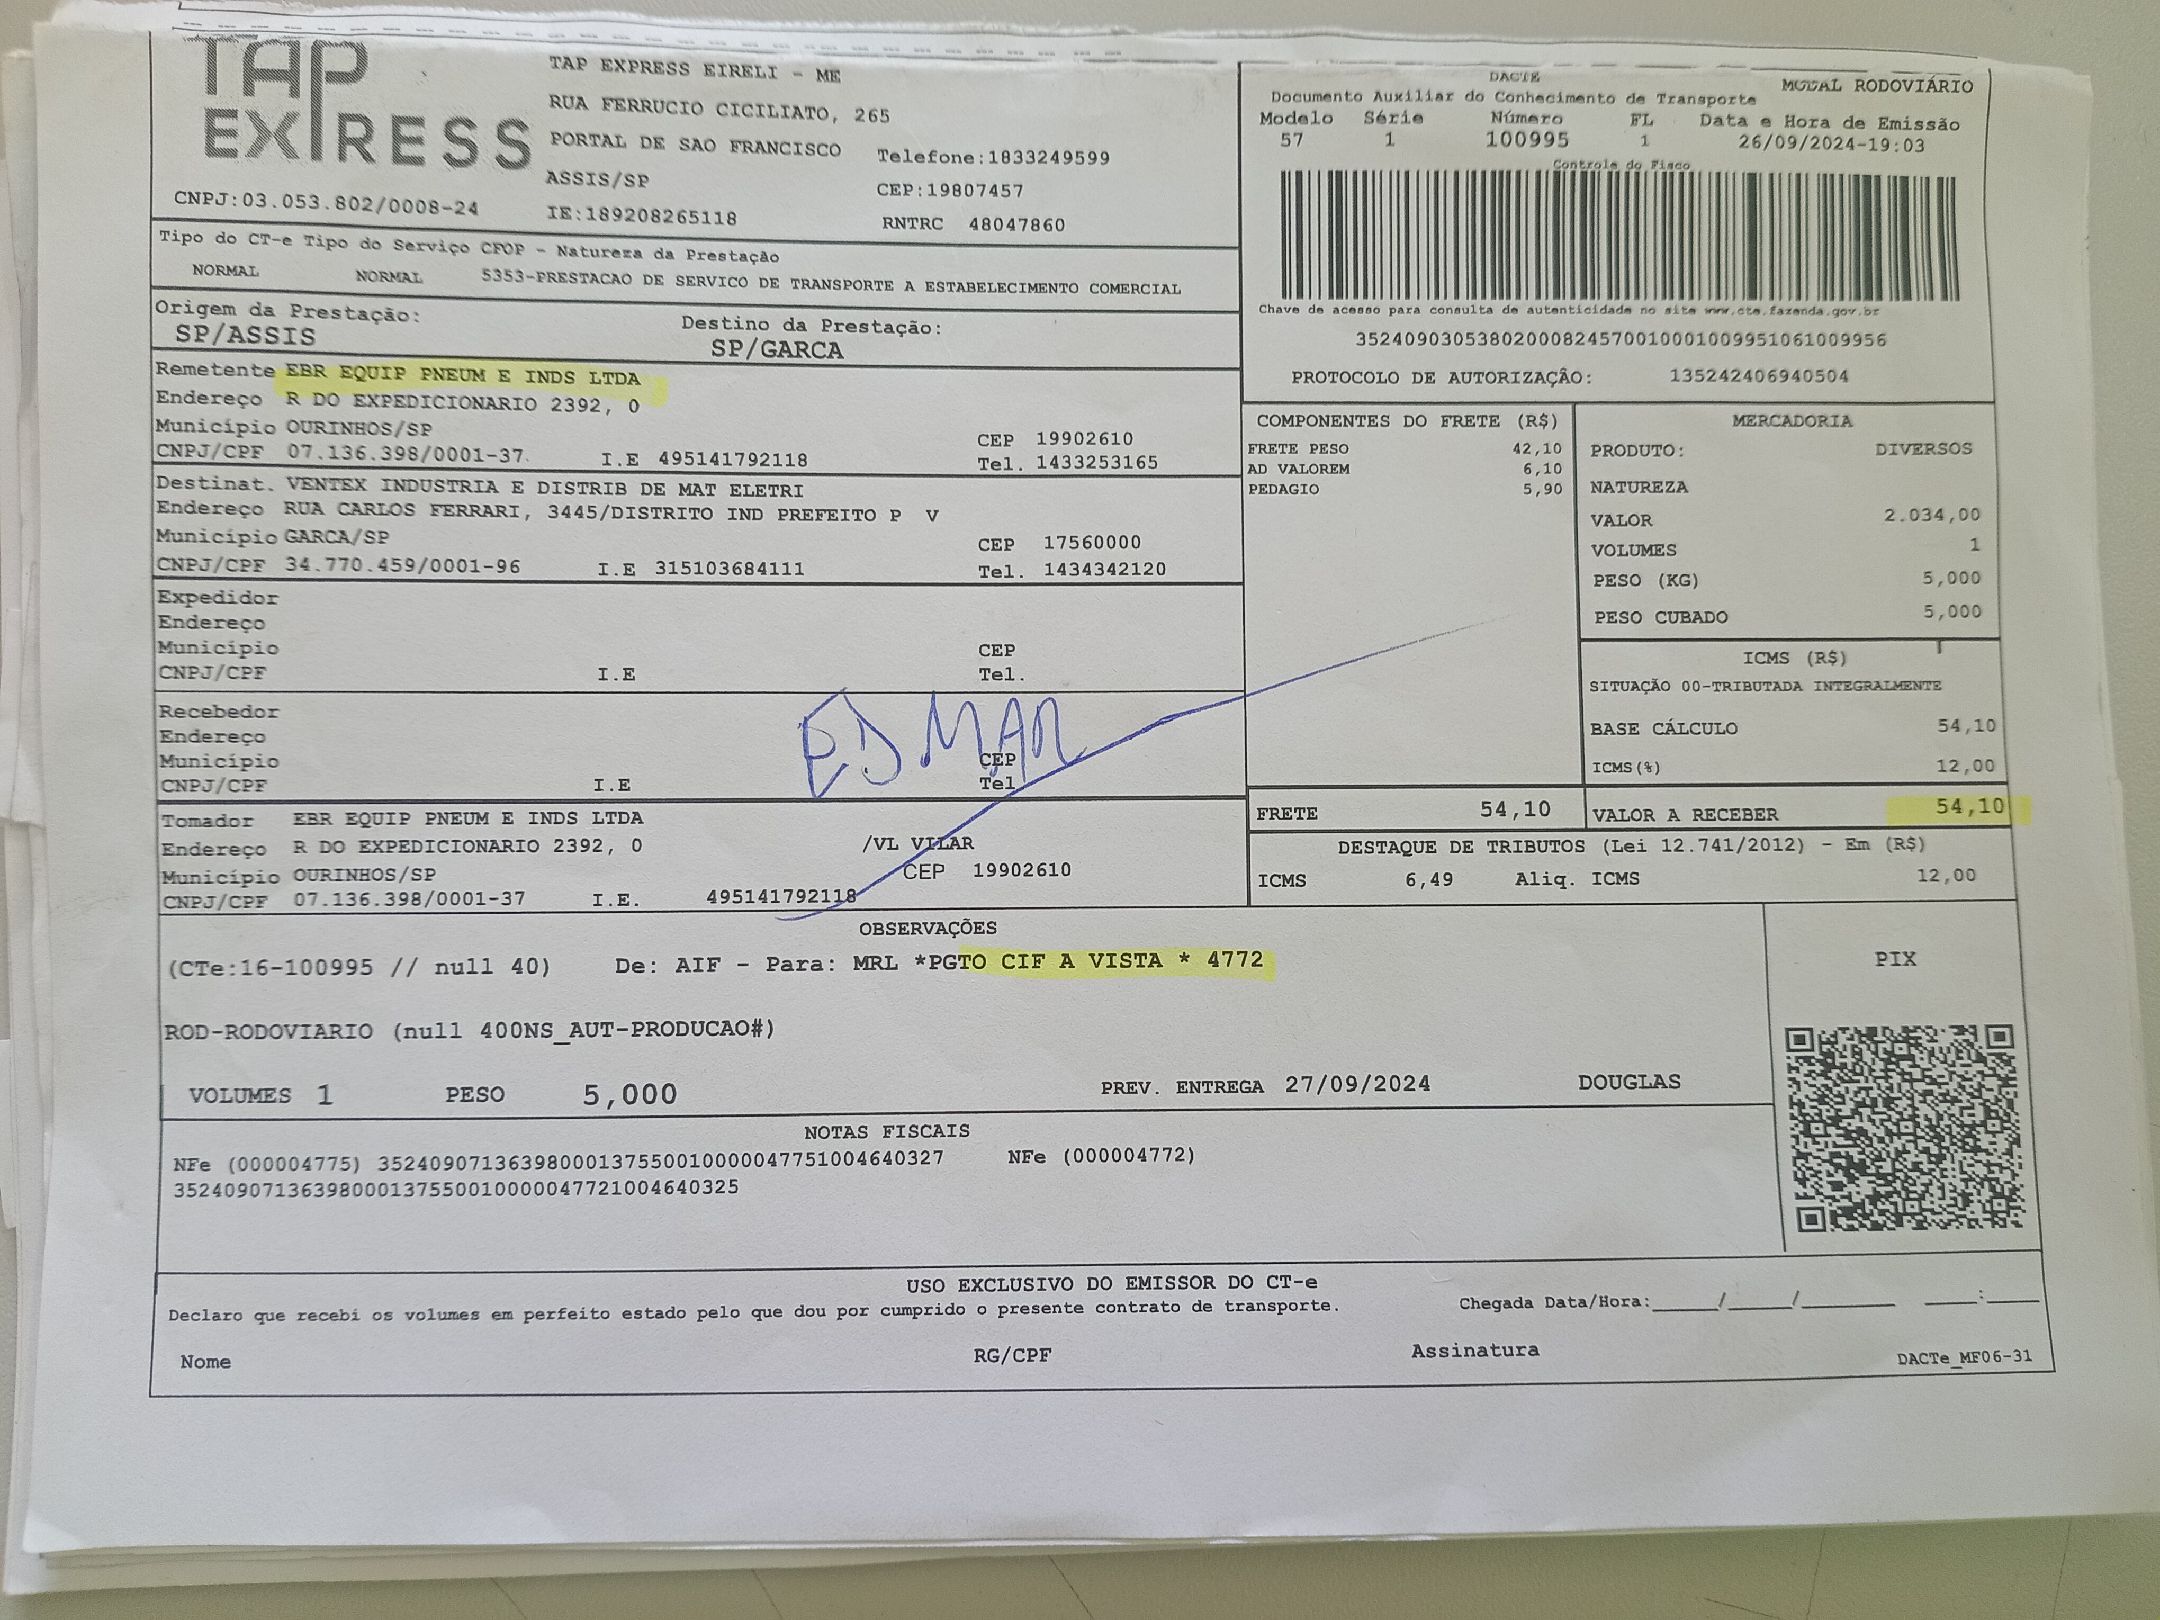 TAP
EXPRESS
CNPJ:03.053.802/0008-24
TAP EXPRESS EIRELI - ME
RUA FERRUCIO CICILIATO, 265
PORTAL DE SAO FRANCISCO
ASSIS/SP
IE:189208265118
Telefone:1833249599
CEP:19807457
RNTRC 48047860
DACTE
MODAL RODOVIÁRIO
Documento Auxiliar do Conhecimento de Transporte
Modelo Série Número FL Data e Hora de Emissão
57 1 100995 1 26/09/2024-19:03
Controle do Fisco
Chave de acesso para consulta de autenticidade no site www.cte.fazenda.gov.br
35240903053802000824570010001009951061009956
PROTOCOLO DE AUTORIZAÇÃO: 135242406940504
Tipo do CT-e Tipo do Serviço CFOP - Natureza da Prestação
NORMAL NORMAL 5353-PRESTACAO DE SERVICO DE TRANSPORTE A ESTABELECIMENTO COMERCIAL
Origem da Prestação: Destino da Prestação:
SP/ASSIS SP/GARCA
Remetente EBR EQUIP PNEUM E INDS LTDA
Endereço R DO EXPEDICIONARIO 2392, 0
Município OURINHOS/SP CEP 19902610
CNPJ/CPF 07.136.398/0001-37 I.E 495141792118 Tel. 1433253165
Destinat. VENTEX INDUSTRIA E DISTRIB DE MAT ELETRI
Endereço RUA CARLOS FERRARI, 3445/DISTRITO IND PREFEITO P V
Município GARCA/SP CEP 17560000
CNPJ/CPF 34.770.459/0001-96 I.E 315103684111 Tel. 1434342120
Expedidor
Endereço
Município CEP
CNPJ/CPF I.E Tel.
Recebedor
Endereço
Município CEP
CNPJ/CPF I.E Tel
EDMAR
Tomador EBR EQUIP PNEUM E INDS LTDA
Endereço R DO EXPEDICIONARIO 2392, 0 /VL VILAR
Município OURINHOS/SP CEP 19902610
CNPJ/CPF 07.136.398/0001-37 I.E. 495141792118
COMPONENTES DO FRETE (R$)
FRETE PESO 42,10
AD VALOREM 6,10
PEDAGIO 5,90
MERCADORIA
PRODUTO: DIVERSOS
NATUREZA
VALOR 2.034,00
VOLUMES 1
PESO (KG) 5,000
PESO CUBADO 5,000
ICMS (R$)
SITUAÇÃO 00-TRIBUTADA INTEGRALMENTE
BASE CÁLCULO 54,10
ICMS(%) 12,00
FRETE 54,10 VALOR A RECEBER 54,10
DESTAQUE DE TRIBUTOS (Lei 12.741/2012) - Em (R$)
ICMS 6,49 Aliq. ICMS 12,00
OBSERVAÇÕES
(CTe:16-100995 // null 40) De: AIF - Para: MRL *PGTO CIF A VISTA * 4772
ROD-RODOVIARIO (null 400NS_AUT-PRODUCAO#)
VOLUMES 1 PESO 5,000 PREV. ENTREGA 27/09/2024 DOUGLAS
PIX
NOTAS FISCAIS
NFe (000004775) 35240907136398000137550010000047751004640327 NFe (000004772)
35240907136398000137550010000047721004640325
USO EXCLUSIVO DO EMISSOR DO CT-e
Declaro que recebi os volumes em perfeito estado pelo que dou por cumprido o presente contrato de transporte. Chegada Data/Hora:_____/_____/_______ ____:____
Nome RG/CPF Assinatura
DACTe_MF06-31